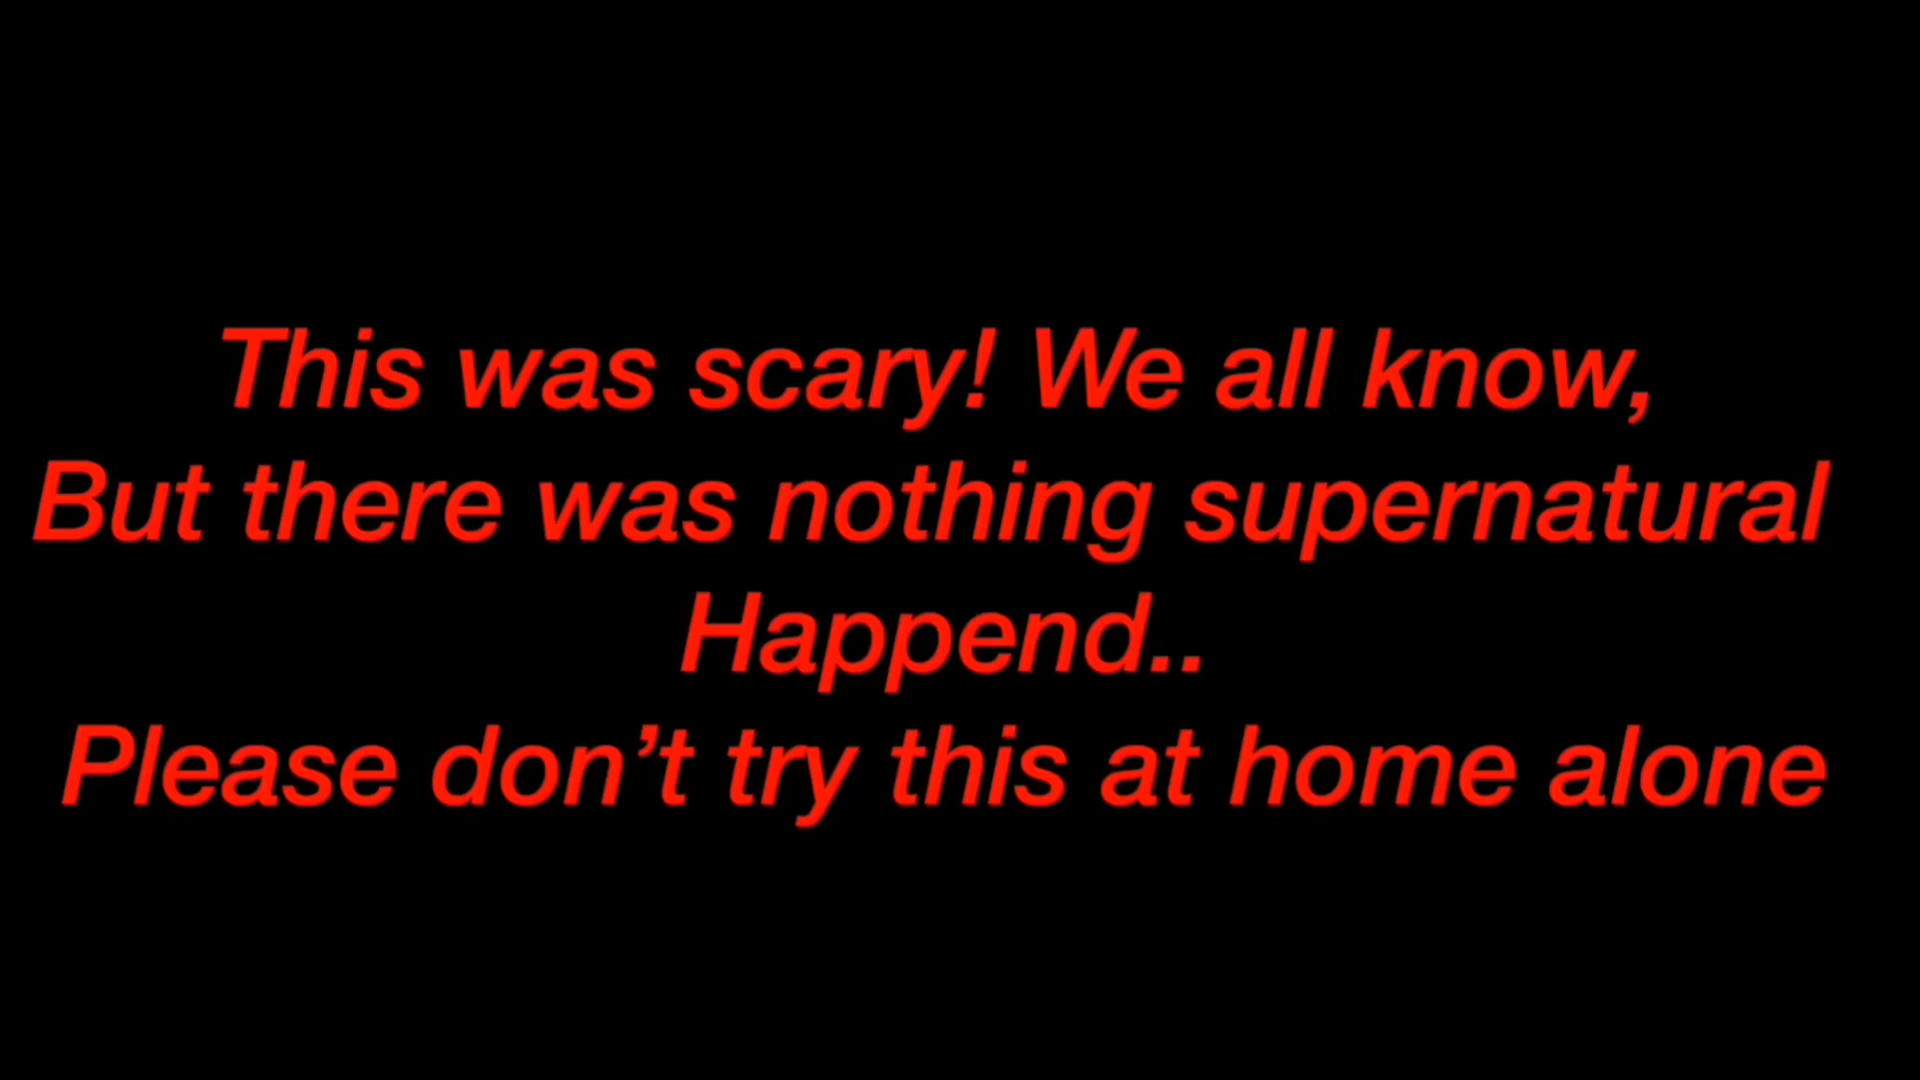 This was scary! We all know,
But there was nothing supernatural
Happend..
Please don’t try this at home alone